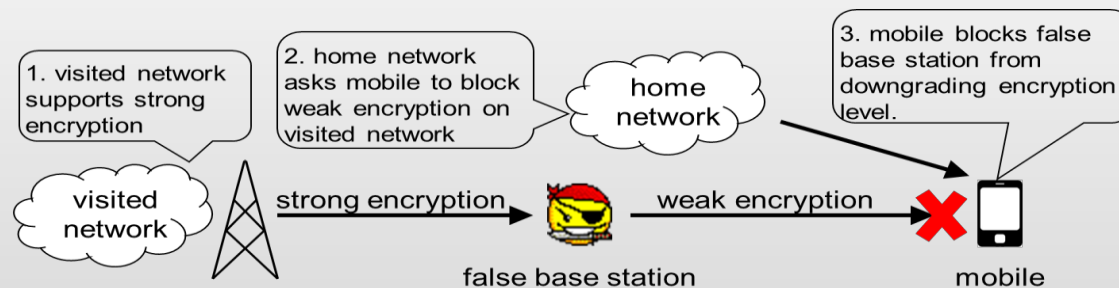 1. visited network
supports strong
encryption
2. home network
asks mobile to block
weak encryption on
visited network
home
network
3. mobile blocks false
base station from
downgrading encryption
level.
visited
network
strong encryption
weak encryption
false base station
mobile